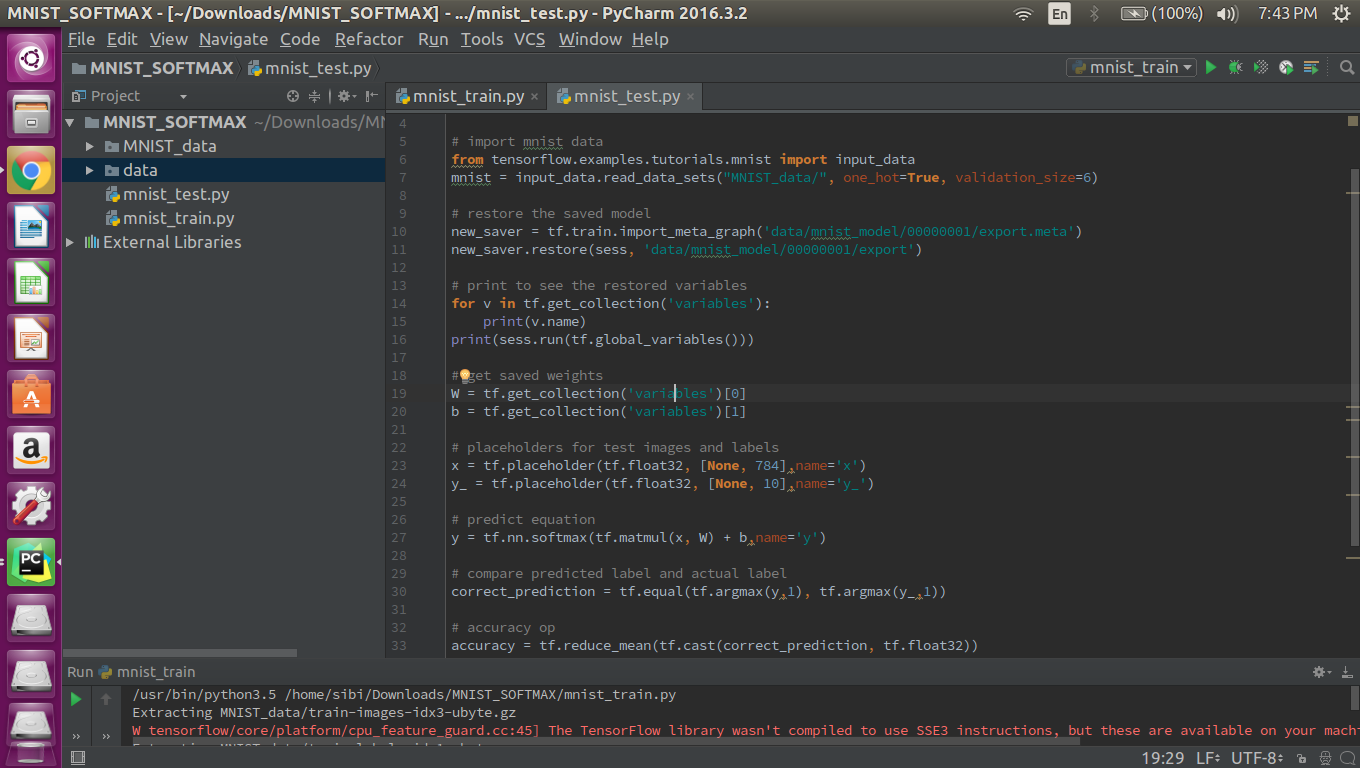 MNIST_SOFTMAX - [~/Downloads/MNIST_SOFTMAX] - .../mnist_test.py - PyCharm 2016.3.2
En (100%) 7:43 PM
File Edit View Navigate Code Refactor Run Tools VCS Window Help
MNIST_SOFTMAX mnist_test.py mnist_train
Project mnist_train.py mnist_test.py
MNIST_SOFTMAX ~/Downloads/MN
MNIST_data
data
mnist_test.py
mnist_train.py
External Libraries
4
5 # import mnist data
6 from tensorflow.examples.tutorials.mnist import input_data
7 mnist = input_data.read_data_sets("MNIST_data/", one_hot=True, validation_size=6)
8
9 # restore the saved model
10 new_saver = tf.train.import_meta_graph('data/mnist_model/00000001/export.meta')
11 new_saver.restore(sess, 'data/mnist_model/00000001/export')
12
13 # print to see the restored variables
14 for v in tf.get_collection('variables'):
15 print(v.name)
16 print(sess.run(tf.global_variables()))
17
18 # get saved weights
19 W = tf.get_collection('variables')[0]
20 b = tf.get_collection('variables')[1]
21
22 # placeholders for test images and labels
23 x = tf.placeholder(tf.float32, [None, 784],name='x')
24 y_ = tf.placeholder(tf.float32, [None, 10],name='y_')
25
26 # predict equation
27 y = tf.nn.softmax(tf.matmul(x, W) + b,name='y')
28
29 # compare predicted label and actual label
30 correct_prediction = tf.equal(tf.argmax(y,1), tf.argmax(y_,1))
31
32 # accuracy op
33 accuracy = tf.reduce_mean(tf.cast(correct_prediction, tf.float32))
Run mnist_train
/usr/bin/python3.5 /home/sibi/Downloads/MNIST_SOFTMAX/mnist_train.py
Extracting MNIST_data/train-images-idx3-ubyte.gz
W tensorflow/core/platform/cpu_feature_guard.cc:45] The TensorFlow library wasn't compiled to use SSE3 instructions, but these are available on your mach
19:29 LF UTF-8